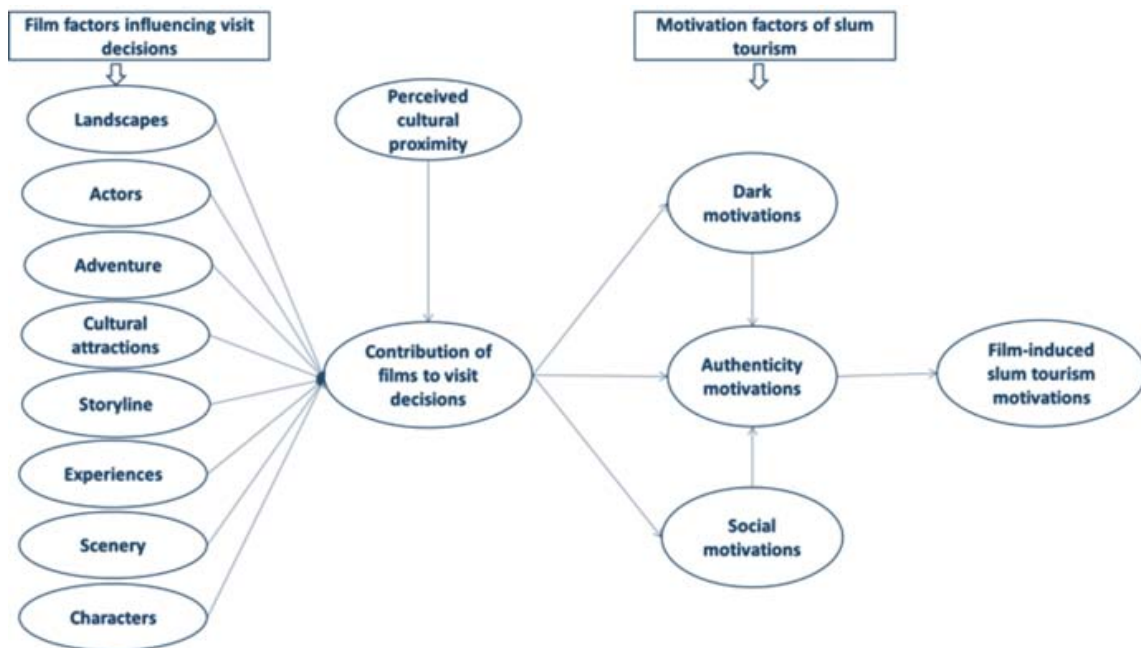 Film factors influencing visit
decisions
Landscapes
Actors
Adventure
Cultural
attractions
Storyline
Experiences
Scenery
Characters
Perceived
cultural
proximity
Contribution of
films to visit
decisions
Motivation factors of slum
tourism
Dark
motivations
Authenticity
motivations
Social
motivations
Film-induced
slum tourism
motivations